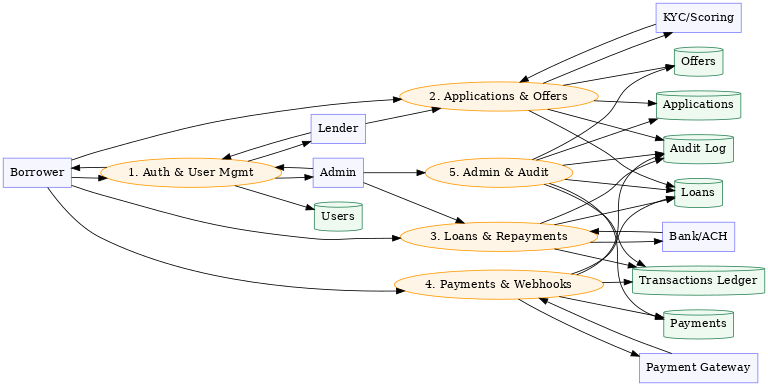 KYC/Scoring
Offers
2. Applications & Offers
Applications
Lender
Audit Log
Borrower
1. Auth & User Mgmt
Admin
5. Admin & Audit
Loans
Users
3. Loans & Repayments
Bank/ACH
4. Payments & Webhooks
Transactions Ledger
Payments
Payment Gateway